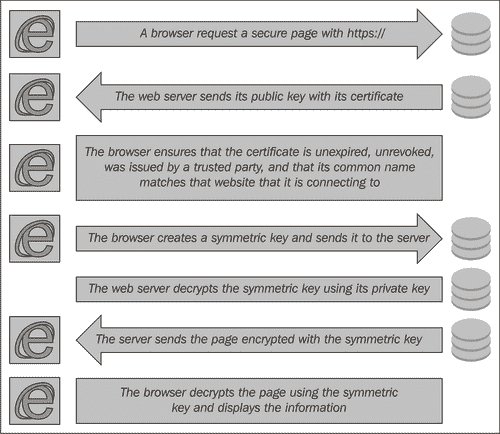 A browser request a secure page with https://
The web server sends its public key with its certificate
The browser ensures that the certificate is unexpired, unrevoked,
was issued by a trusted party, and that its common name
matches that website that it is connecting to
The browser creates a symmetric key and sends it to the server
The web server decrypts the symmetric key using its private key
The server sends the page encrypted with the symmetric key
The browser decrypts the page using the symmetric
key and displays the information